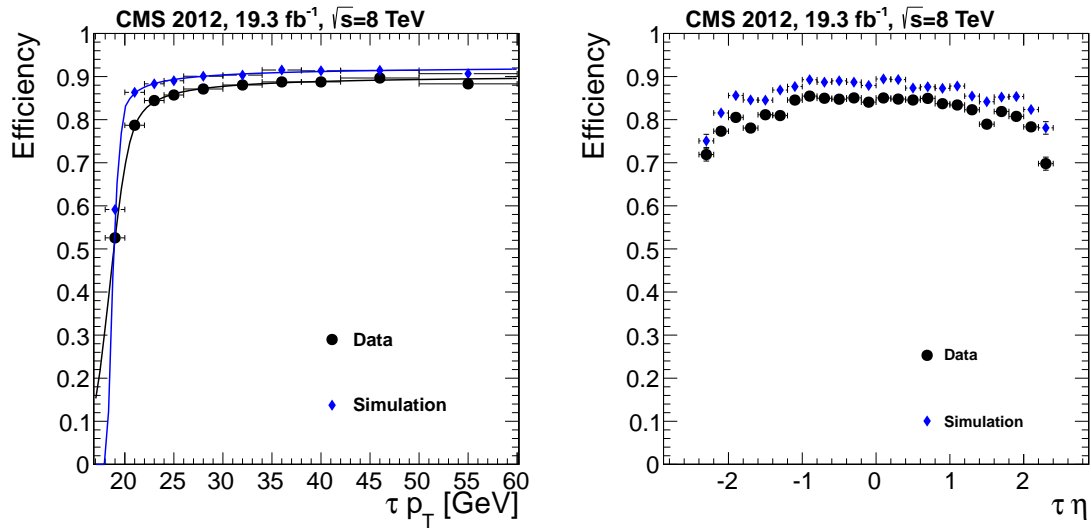 CMS 2012, 19.3 fb⁻¹, √s=8 TeV
Efficiency
1
0.9
0.8
0.7
0.6
0.5
0.4
0.3
0.2
0.1
0
Data
Simulation
20 25 30 35 40 45 50 55 60
τ p_T [GeV]
CMS 2012, 19.3 fb⁻¹, √s=8 TeV
Efficiency
1
0.9
0.8
0.7
0.6
0.5
0.4
0.3
0.2
0.1
0
Data
Simulation
-2 -1 0 1 2
τ η